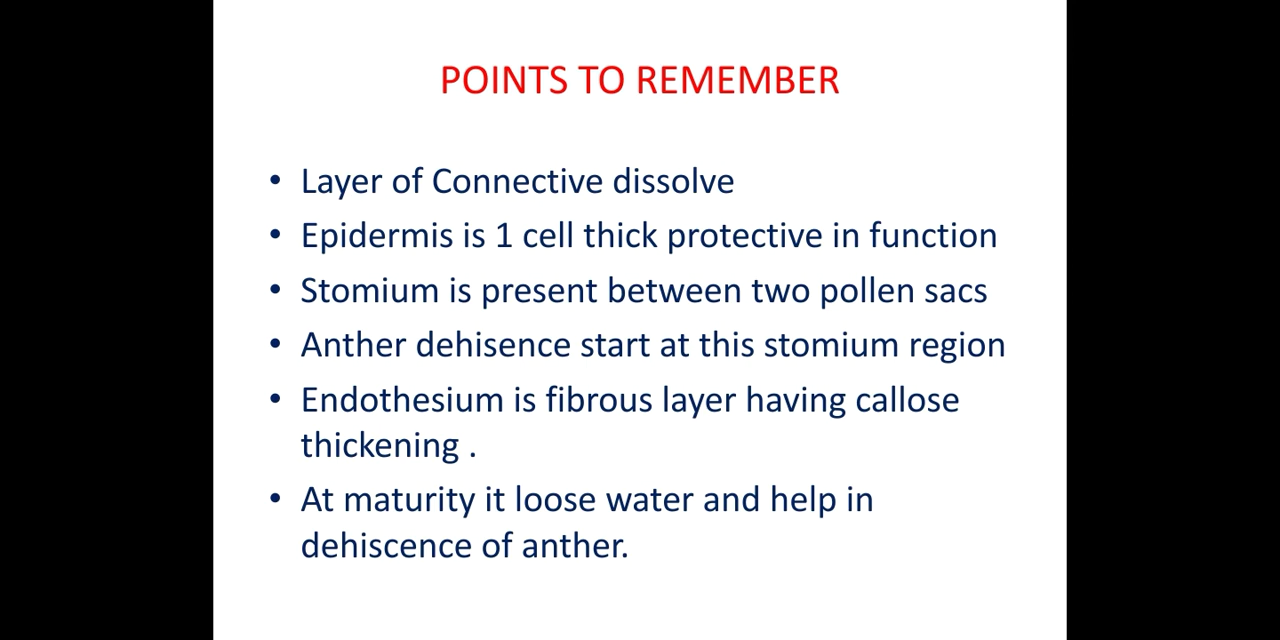 POINTS TO REMEMBER
• Layer of Connective dissolve
• Epidermis is 1 cell thick protective in function
• Stomium is present between two pollen sacs
• Anther dehisence start at this stomium region
• Endothesium is fibrous layer having callose
thickening .
• At maturity it loose water and help in
dehiscence of anther.